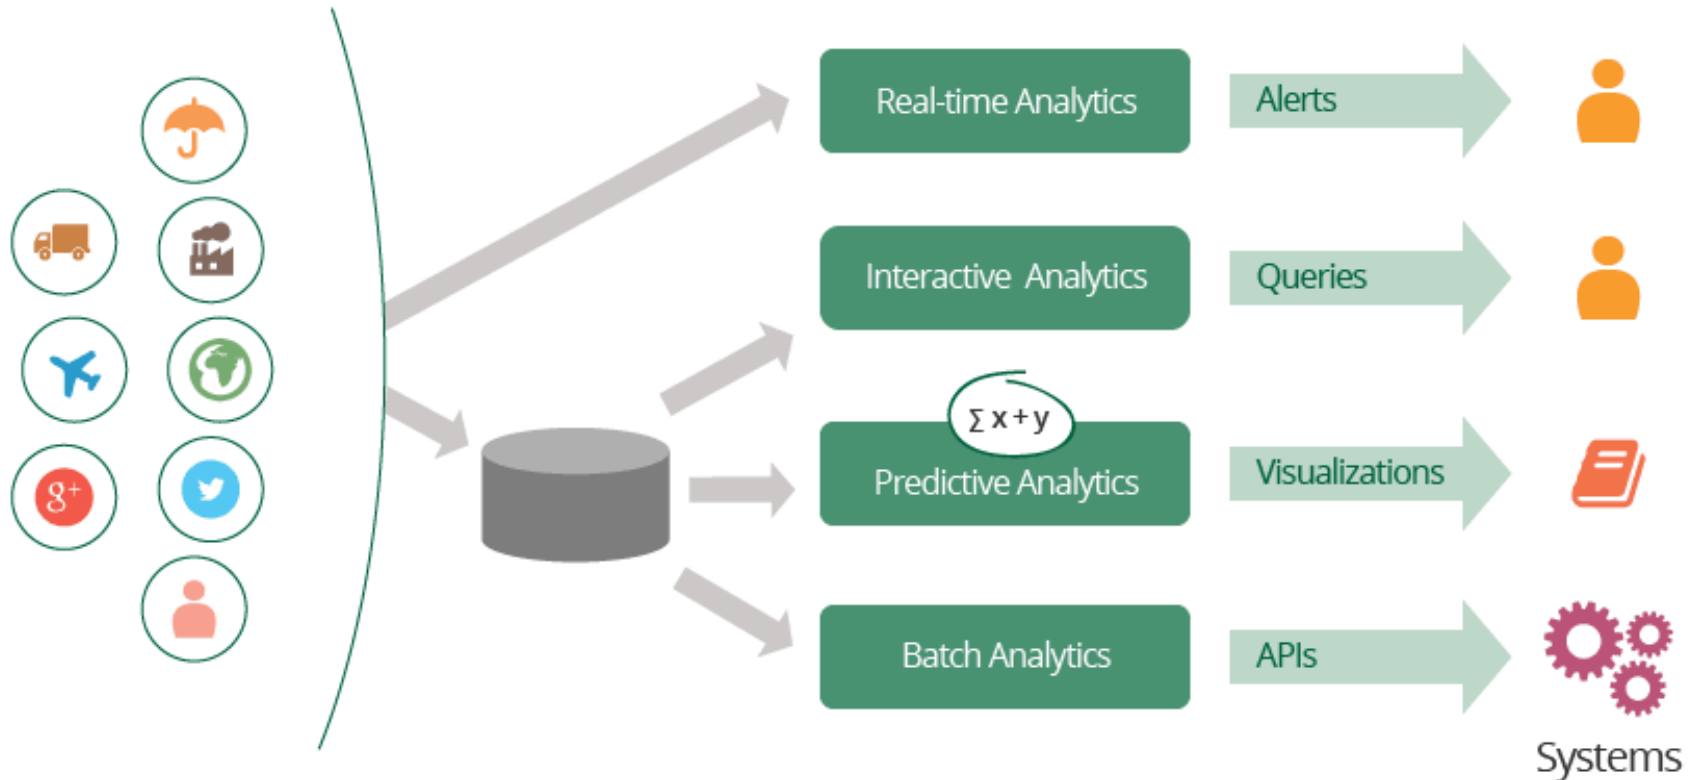 Real-time Analytics
Alerts
Interactive Analytics
Queries
∑ x + y
Predictive Analytics
Visualizations
g+
Batch Analytics
APIs
Systems